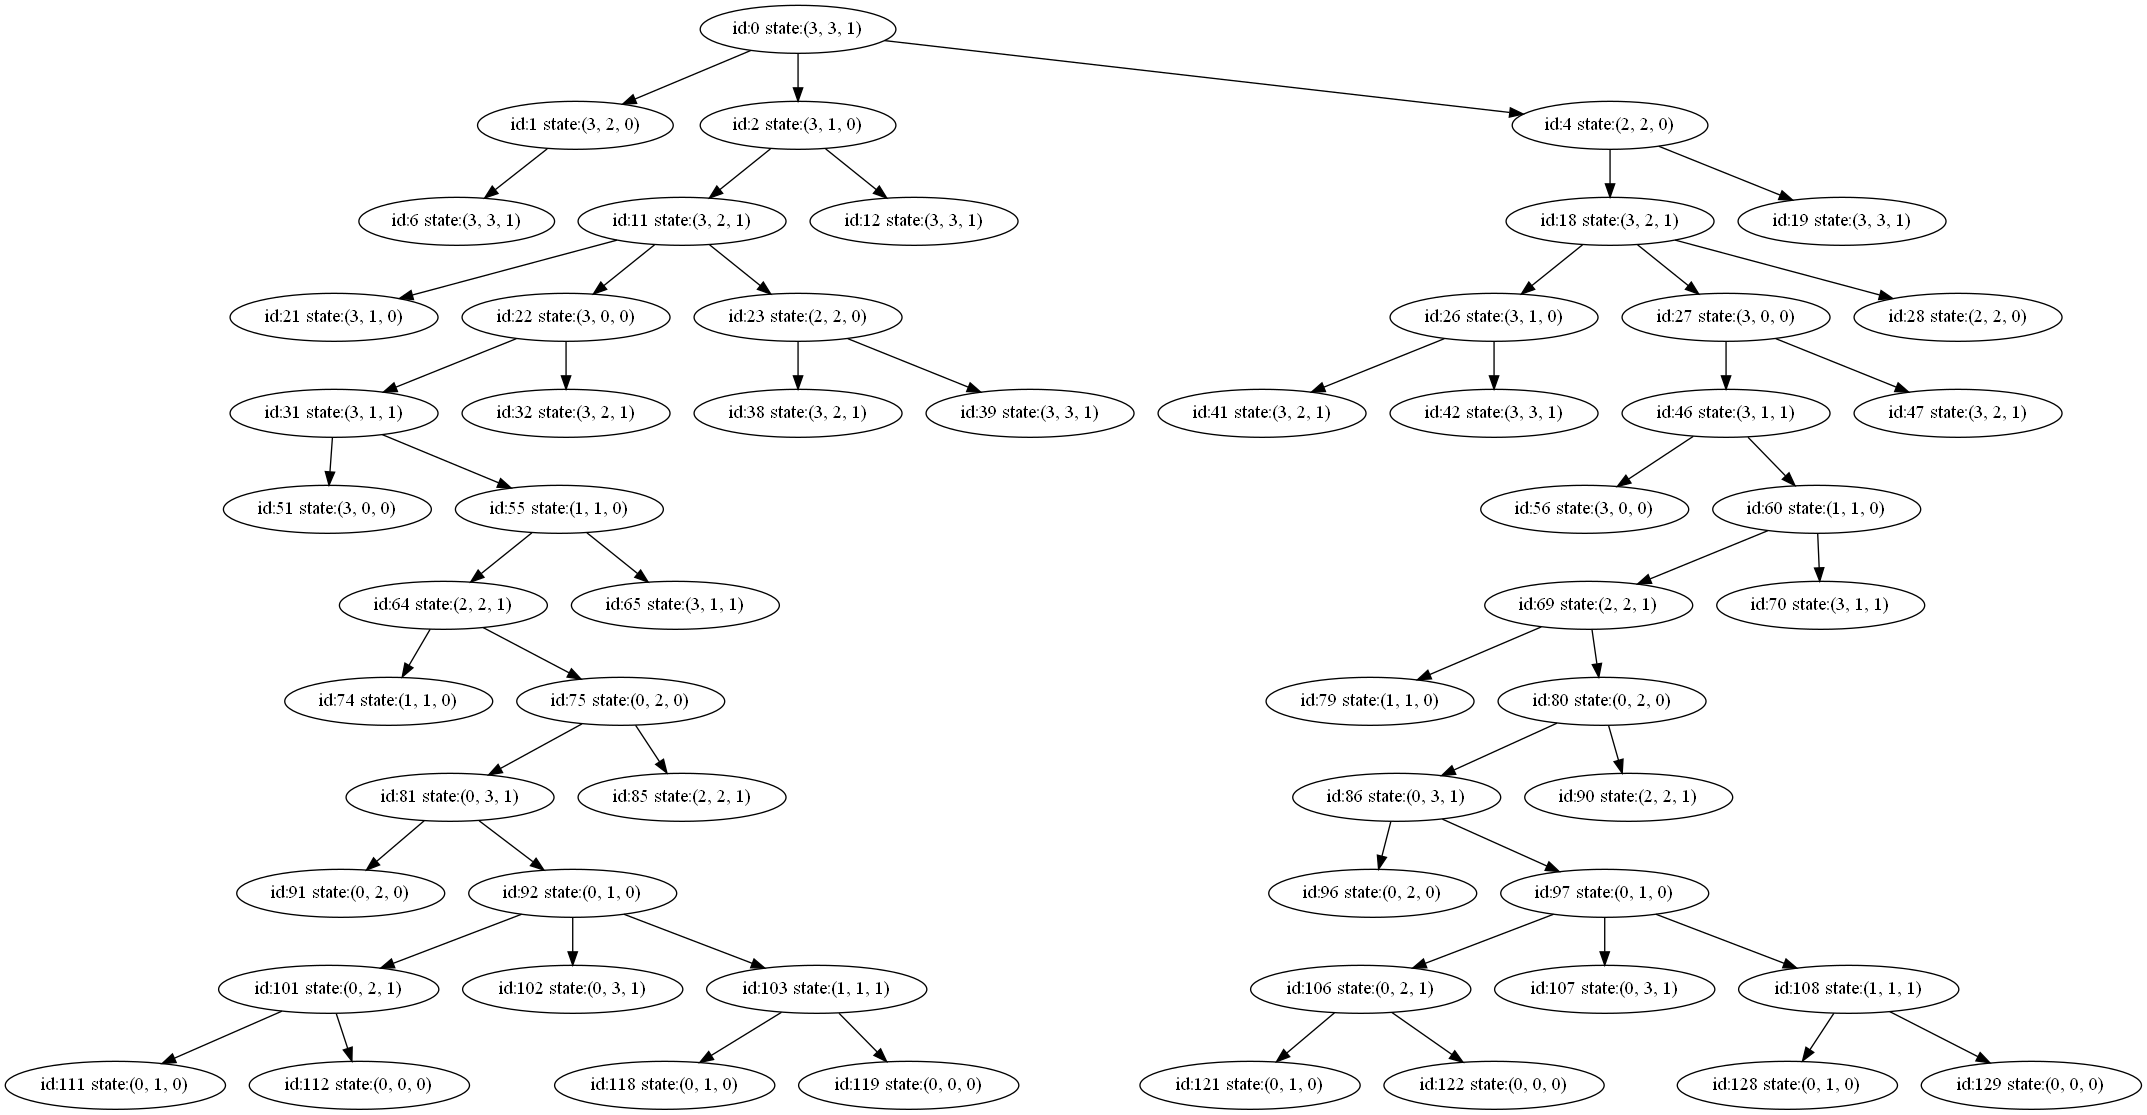 id:0 state:(3, 3, 1)
id:1 state:(3, 2, 0)
id:2 state:(3, 1, 0)
id:4 state:(2, 2, 0)
id:6 state:(3, 3, 1)
id:11 state:(3, 2, 1)
id:12 state:(3, 3, 1)
id:18 state:(3, 2, 1)
id:19 state:(3, 3, 1)
id:21 state:(3, 1, 0)
id:22 state:(3, 0, 0)
id:23 state:(2, 2, 0)
id:26 state:(3, 1, 0)
id:27 state:(3, 0, 0)
id:28 state:(2, 2, 0)
id:31 state:(3, 1, 1)
id:32 state:(3, 2, 1)
id:38 state:(3, 2, 1)
id:39 state:(3, 3, 1)
id:41 state:(3, 2, 1)
id:42 state:(3, 3, 1)
id:46 state:(3, 1, 1)
id:47 state:(3, 2, 1)
id:51 state:(3, 0, 0)
id:55 state:(1, 1, 0)
id:56 state:(3, 0, 0)
id:60 state:(1, 1, 0)
id:64 state:(2, 2, 1)
id:65 state:(3, 1, 1)
id:69 state:(2, 2, 1)
id:70 state:(3, 1, 1)
id:74 state:(1, 1, 0)
id:75 state:(0, 2, 0)
id:79 state:(1, 1, 0)
id:80 state:(0, 2, 0)
id:81 state:(0, 3, 1)
id:85 state:(2, 2, 1)
id:86 state:(0, 3, 1)
id:90 state:(2, 2, 1)
id:91 state:(0, 2, 0)
id:92 state:(0, 1, 0)
id:96 state:(0, 2, 0)
id:97 state:(0, 1, 0)
id:101 state:(0, 2, 1)
id:102 state:(0, 3, 1)
id:103 state:(1, 1, 1)
id:106 state:(0, 2, 1)
id:107 state:(0, 3, 1)
id:108 state:(1, 1, 1)
id:111 state:(0, 1, 0)
id:112 state:(0, 0, 0)
id:118 state:(0, 1, 0)
id:119 state:(0, 0, 0)
id:121 state:(0, 1, 0)
id:122 state:(0, 0, 0)
id:128 state:(0, 1, 0)
id:129 state:(0, 0, 0)